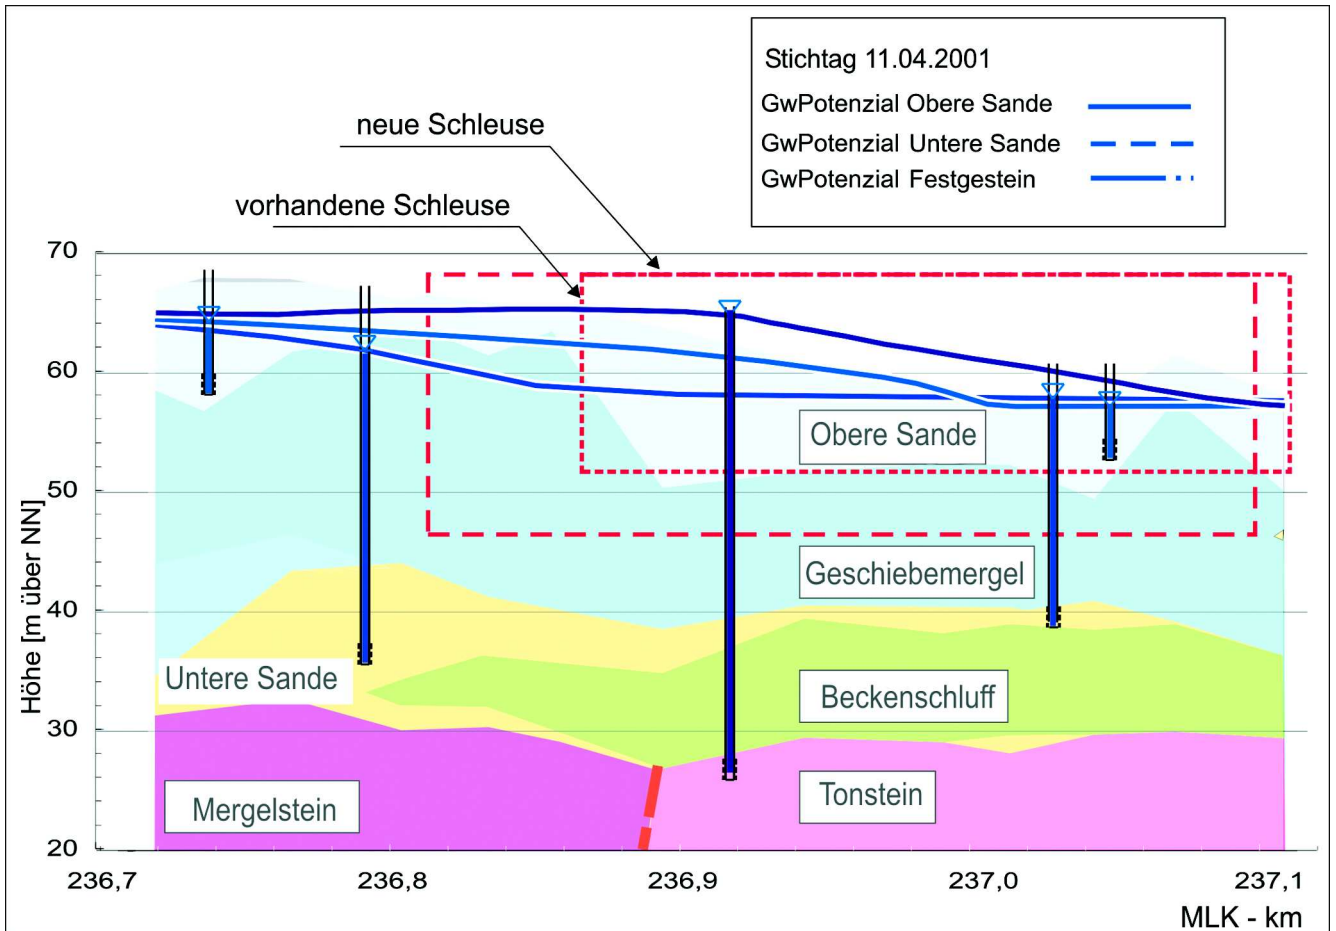 Stichtag 11.04.2001
GwPotenzial Obere Sande
GwPotenzial Untere Sande
GwPotenzial Festgestein
neue Schleuse
vorhandene Schleuse
70
60
50
40
30
20
Höhe [m über NN]
Obere Sande
Geschiebemergel
Untere Sande
Beckenschluff
Mergelstein
Tonstein
236,7 236,8 236,9 237,0 237,1
MLK - km